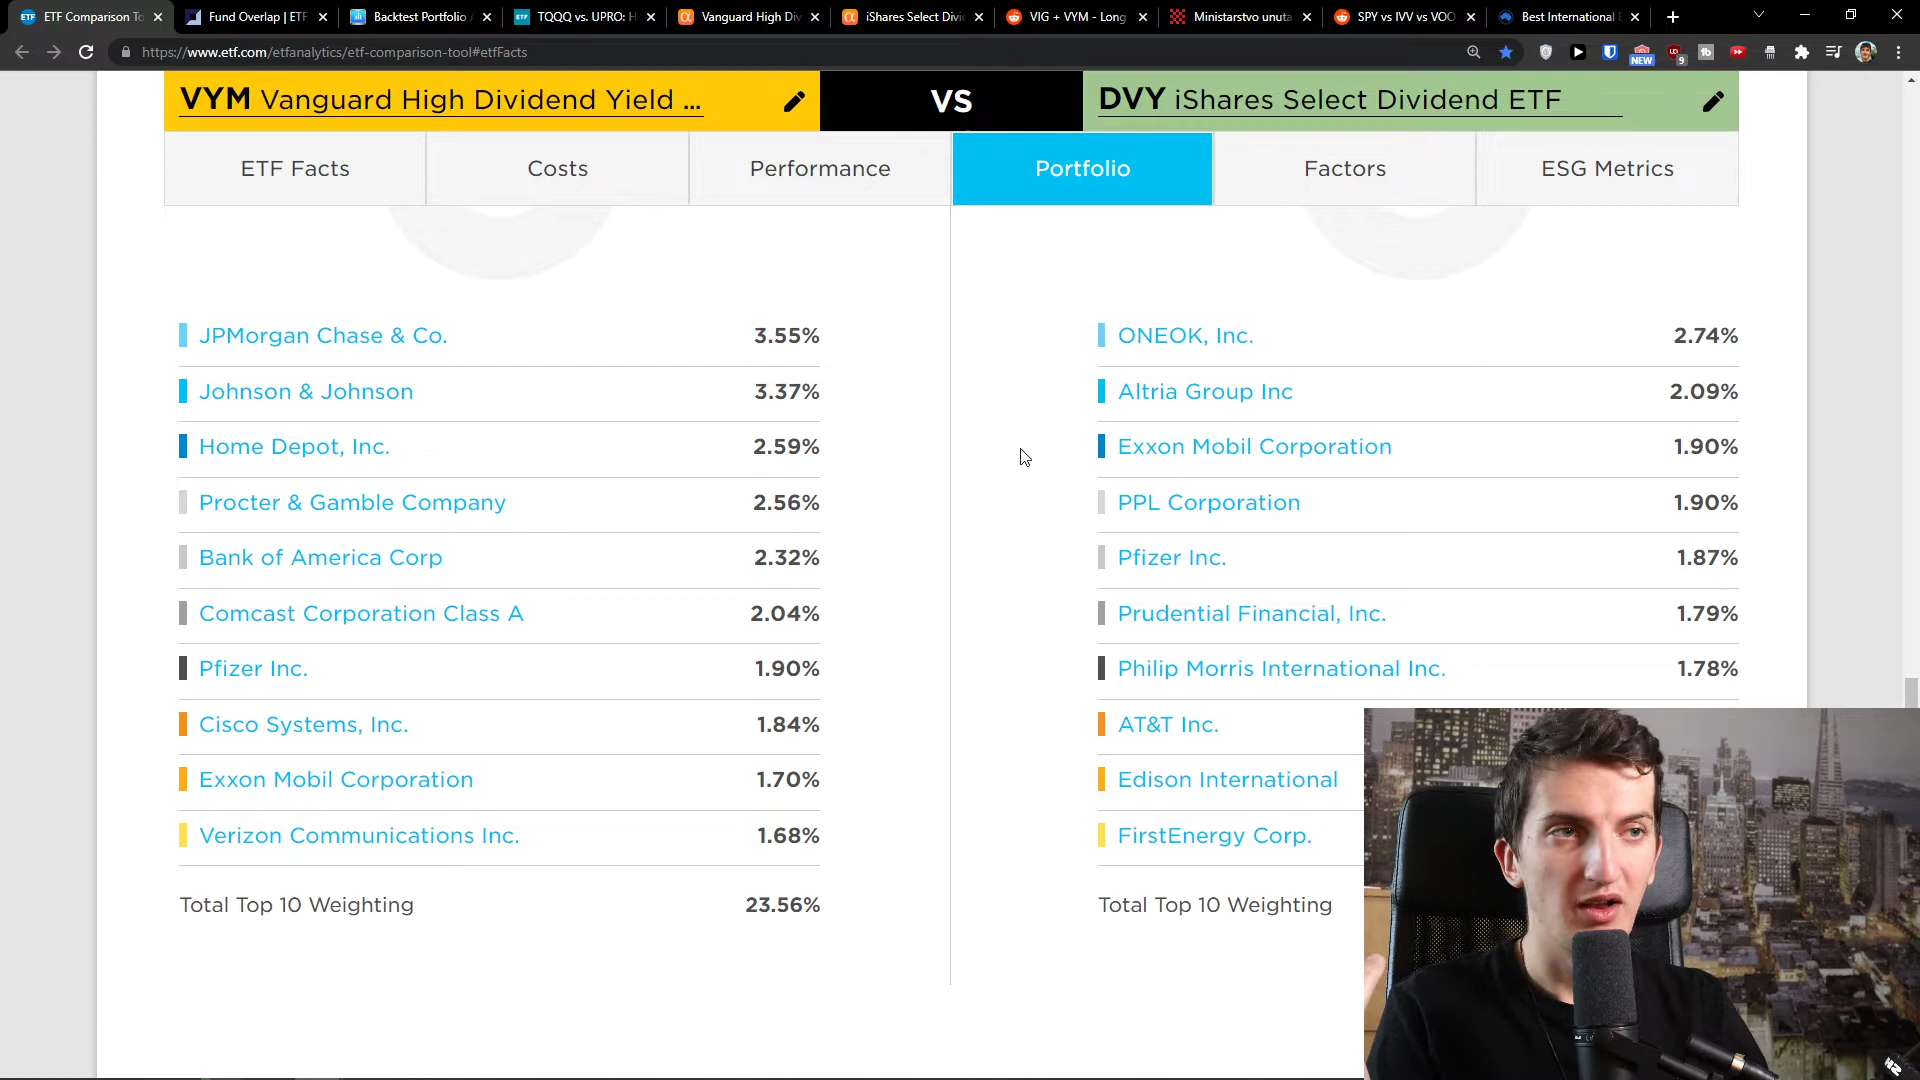 ETF Comparison To
Fund Overlap | ETF
Backtest Portfolio
TQQQ vs. UPRO: H
Vanguard High Div
iShares Select Divid
VIG + VYM - Long
Ministarstvo unuta
SPY vs IVV vs VOO
Best International
https://www.etf.com/etfanalytics/etf-comparison-tool#etfFacts
NEW
9
VYM Vanguard High Dividend Yield ...
VS
DVY iShares Select Dividend ETF
ETF Facts
Costs
Performance
Portfolio
Factors
ESG Metrics
JPMorgan Chase & Co. 3.55%
Johnson & Johnson 3.37%
Home Depot, Inc. 2.59%
Procter & Gamble Company 2.56%
Bank of America Corp 2.32%
Comcast Corporation Class A 2.04%
Pfizer Inc. 1.90%
Cisco Systems, Inc. 1.84%
Exxon Mobil Corporation 1.70%
Verizon Communications Inc. 1.68%
Total Top 10 Weighting 23.56%
ONEOK, Inc. 2.74%
Altria Group Inc 2.09%
Exxon Mobil Corporation 1.90%
PPL Corporation 1.90%
Pfizer Inc. 1.87%
Prudential Financial, Inc. 1.79%
Philip Morris International Inc. 1.78%
AT&T Inc.
Edison International
FirstEnergy Corp.
Total Top 10 Weighting